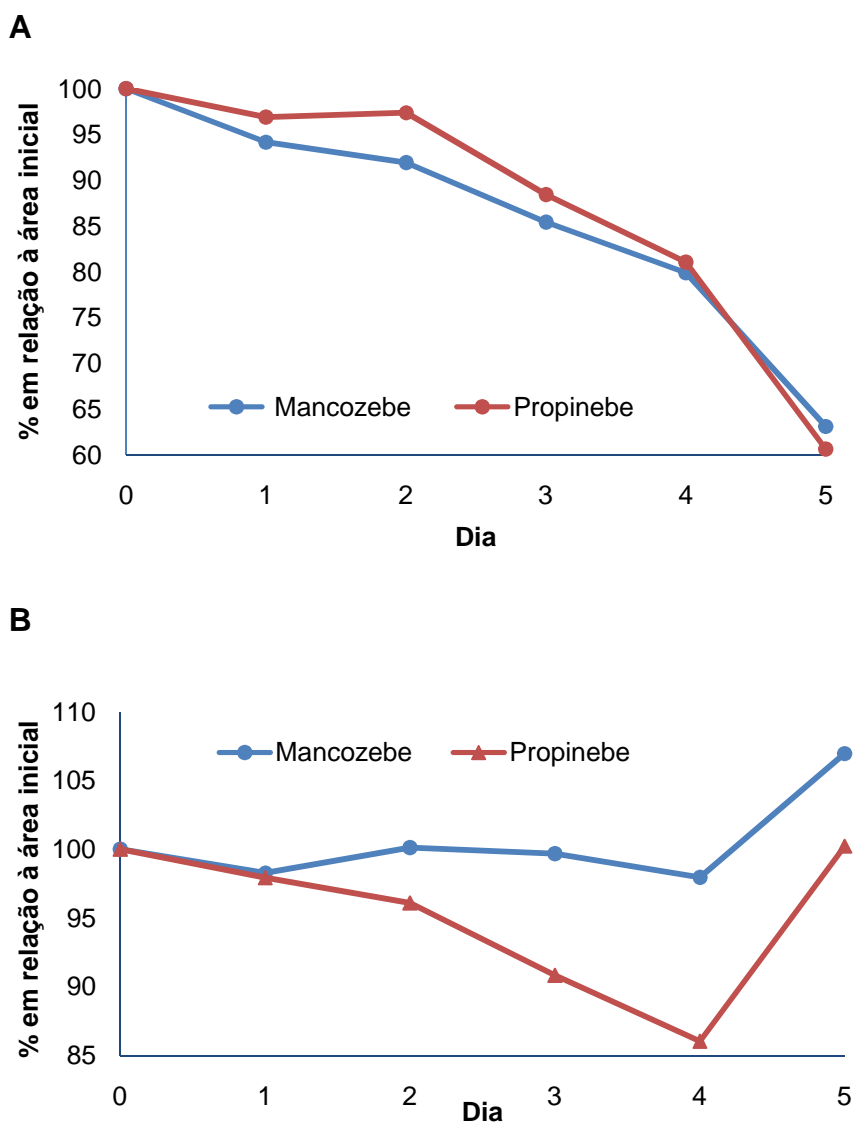 A
% em relação à área inicial
100
95
90
85
80
75
70
65
60
Mancozebe Propinebe
0 1 2 3 4 5
Dia
B
% em relação à área inicial
110
105
100
95
90
85
Mancozebe Propinebe
0 1 2 3 4 5
Dia